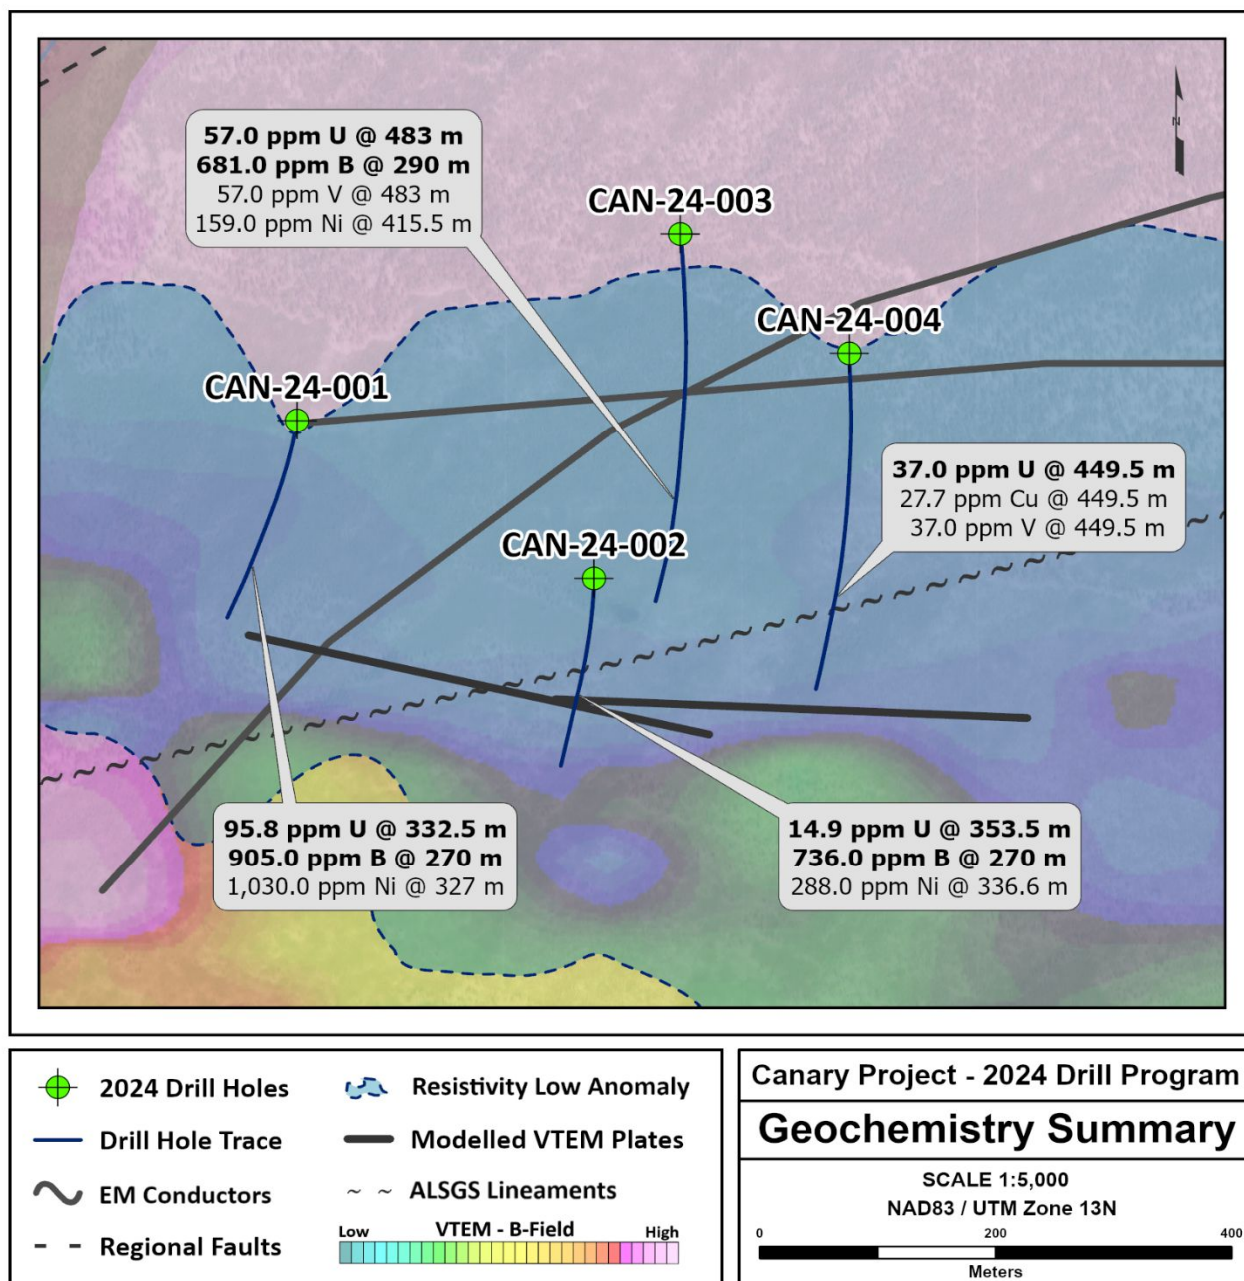 57.0 ppm U @ 483 m
681.0 ppm B @ 290 m
57.0 ppm V @ 483 m
159.0 ppm Ni @ 415.5 m
N
CAN-24-003
CAN-24-004
CAN-24-001
37.0 ppm U @ 449.5 m
27.7 ppm Cu @ 449.5 m
37.0 ppm V @ 449.5 m
CAN-24-002
95.8 ppm U @ 332.5 m
905.0 ppm B @ 270 m
1,030.0 ppm Ni @ 327 m
14.9 ppm U @ 353.5 m
736.0 ppm B @ 270 m
288.0 ppm Ni @ 336.6 m
2024 Drill Holes
Drill Hole Trace
EM Conductors
Regional Faults
Resistivity Low Anomaly
Modelled VTEM Plates
ALSGS Lineaments
Low VTEM - B-Field High
Canary Project - 2024 Drill Program
Geochemistry Summary
SCALE 1:5,000
NAD83 / UTM Zone 13N
0 200 400
Meters